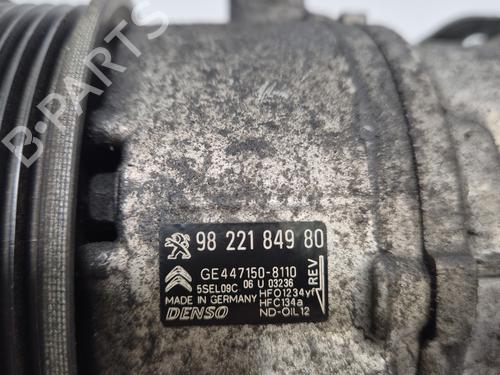 B-PARTS
98 221 849 80
GE447150-8110
5SEL09C 06 U 03236
MADE IN GERMANY HFO1234yf
HFC134a
DENSO ND-OIL12
REV